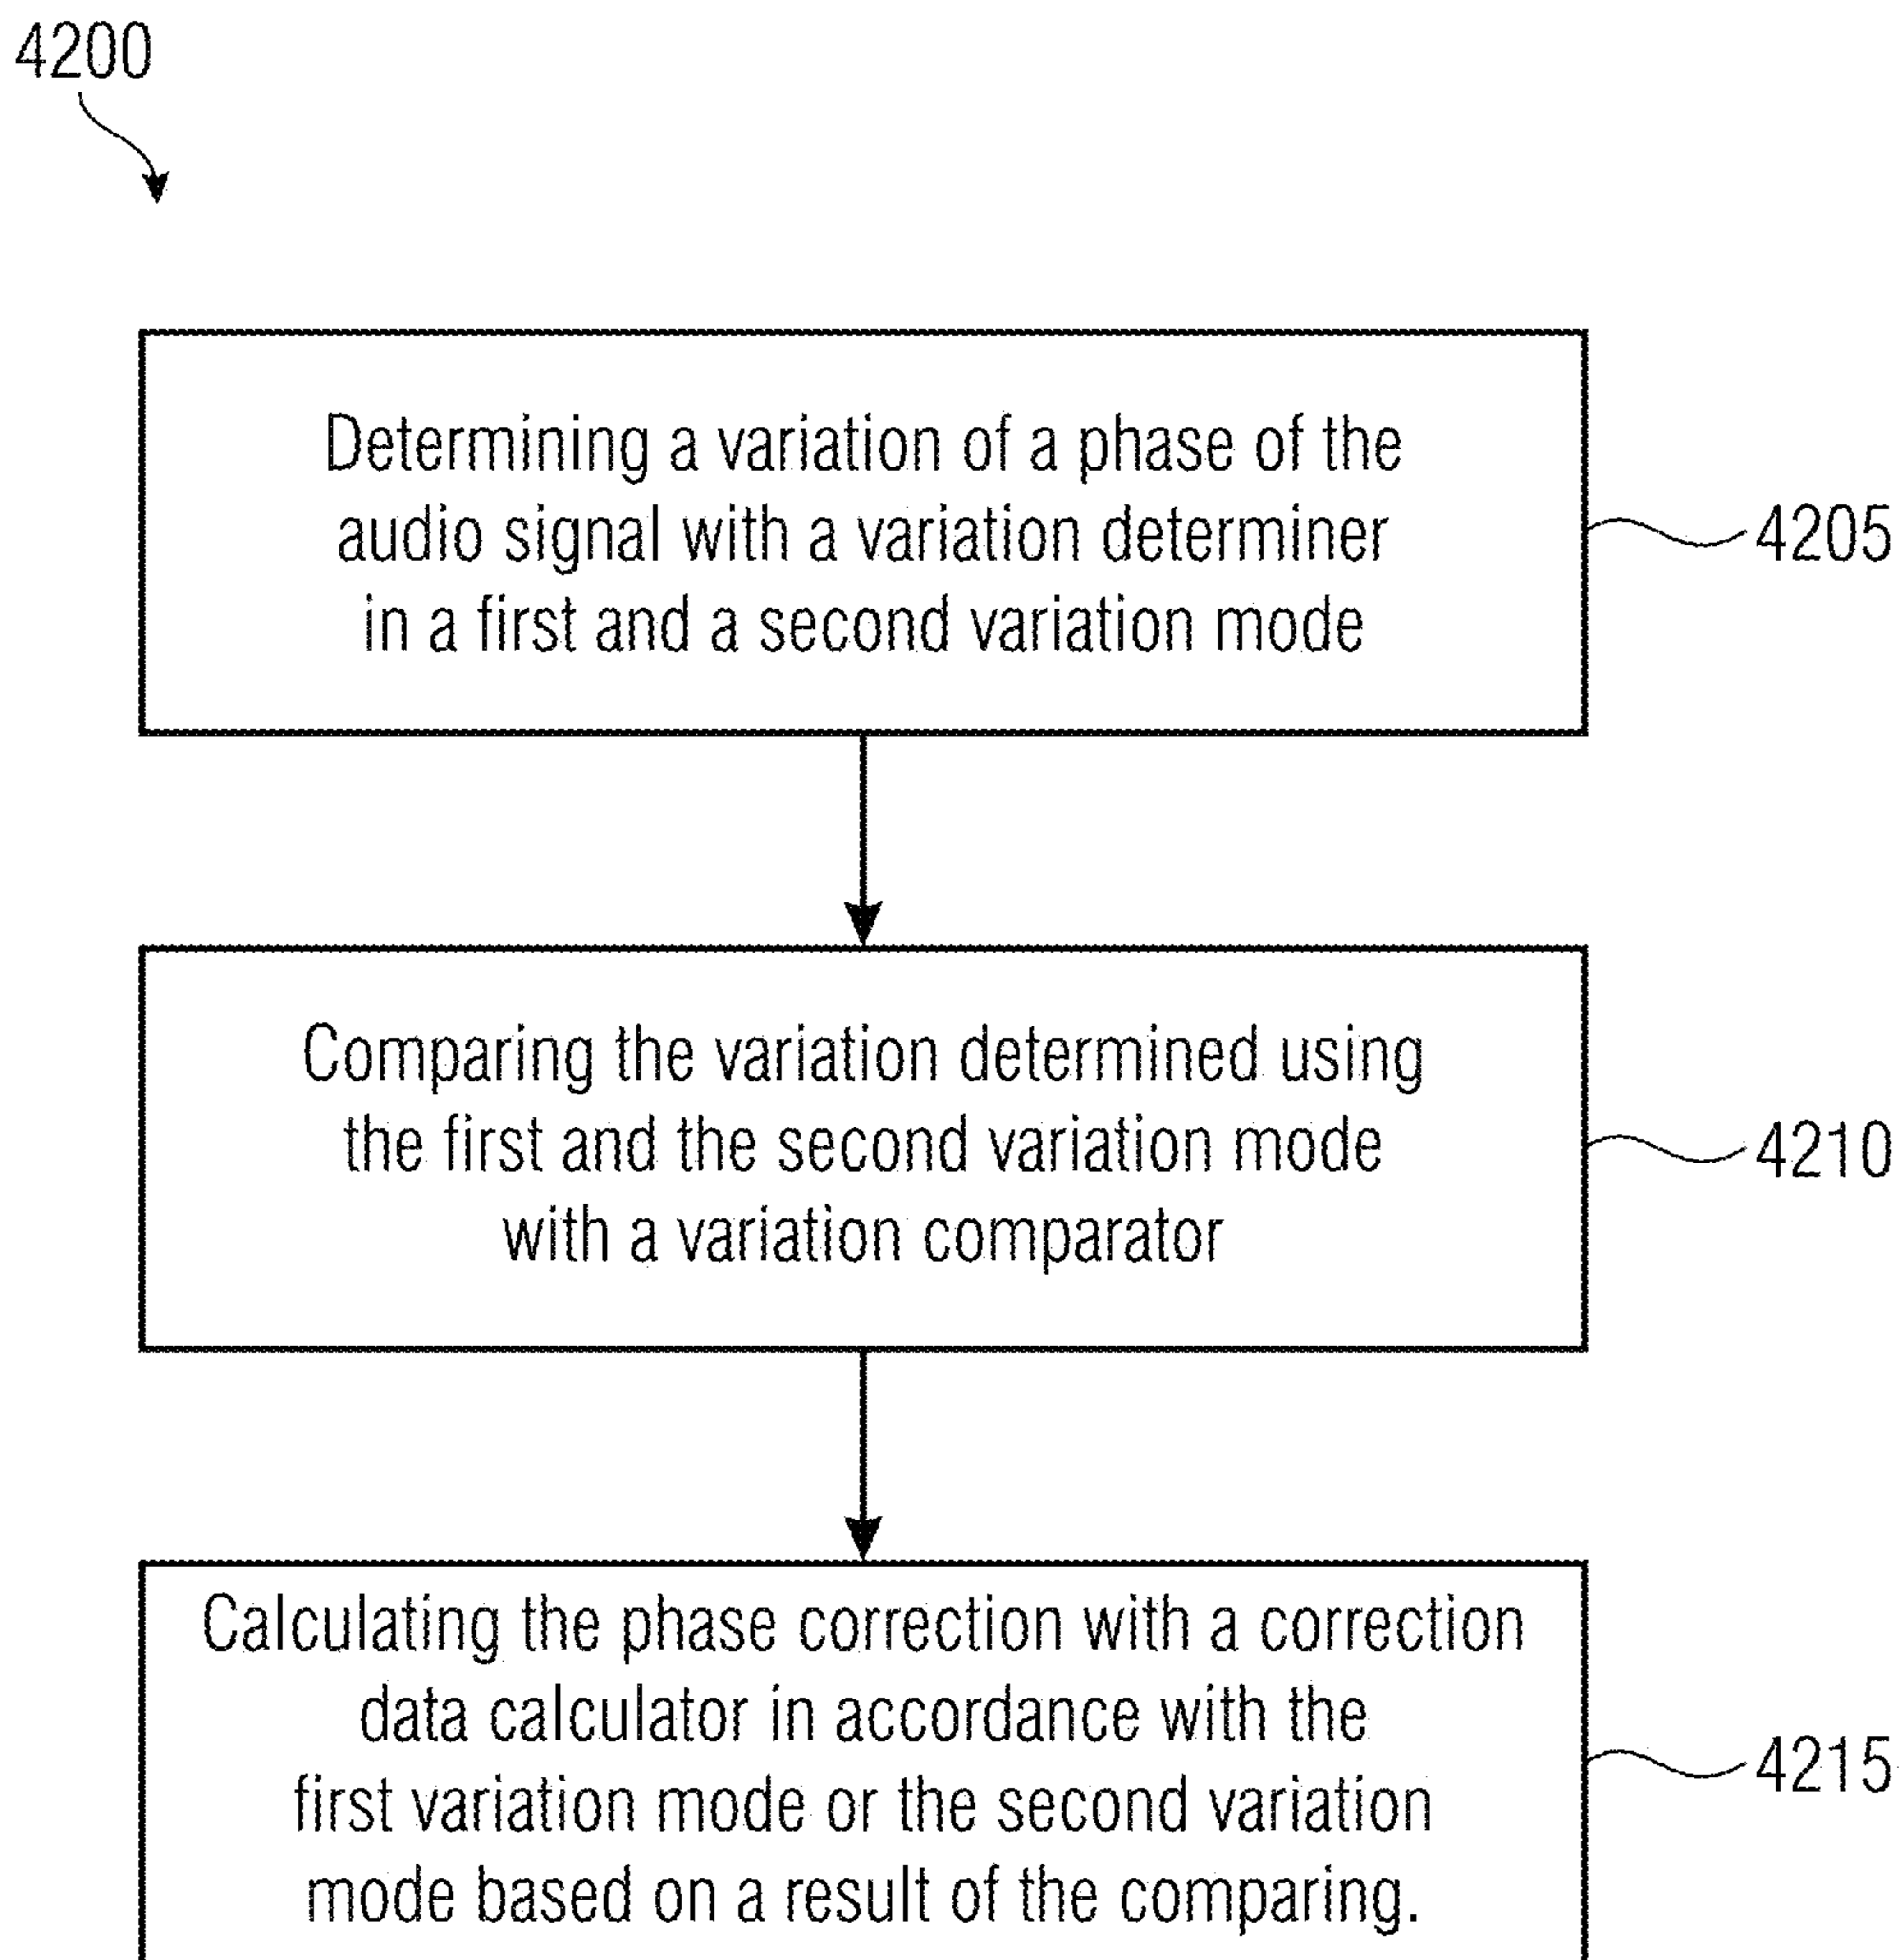 4200
Determining a variation of a phase of the
audio signal with a variation determiner
in a first and a second variation mode
4205
Comparing the variation determined using
the first and the second variation mode
with a variation comparator
4210
Calculating the phase correction with a correction
data calculator in accordance with the
first variation mode or the second variation
mode based on a result of the comparing.
4215